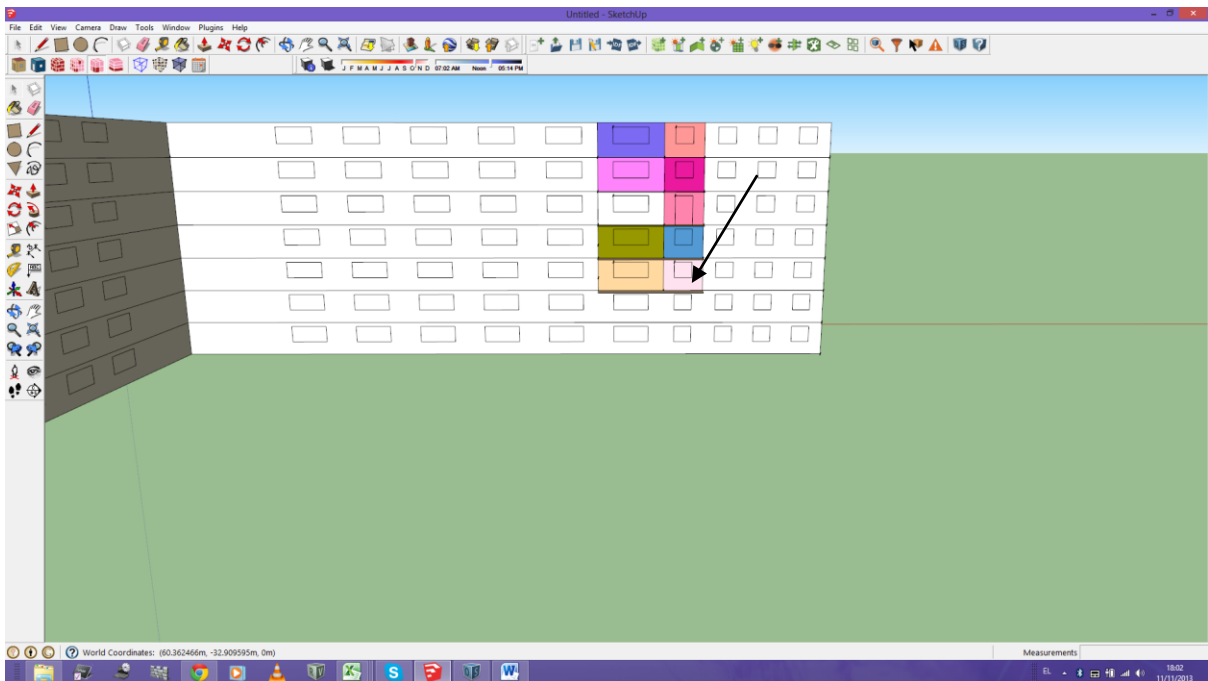 Untitled - SketchUp
File Edit View Camera Draw Tools Window Plugins Help
J F M A M J J A S O N D 07:02 AM Noon 05:14 PM
World Coordinates: (60.362466m, -32.909595m, 0m)
Measurements
EL
18:02
11/11/2013